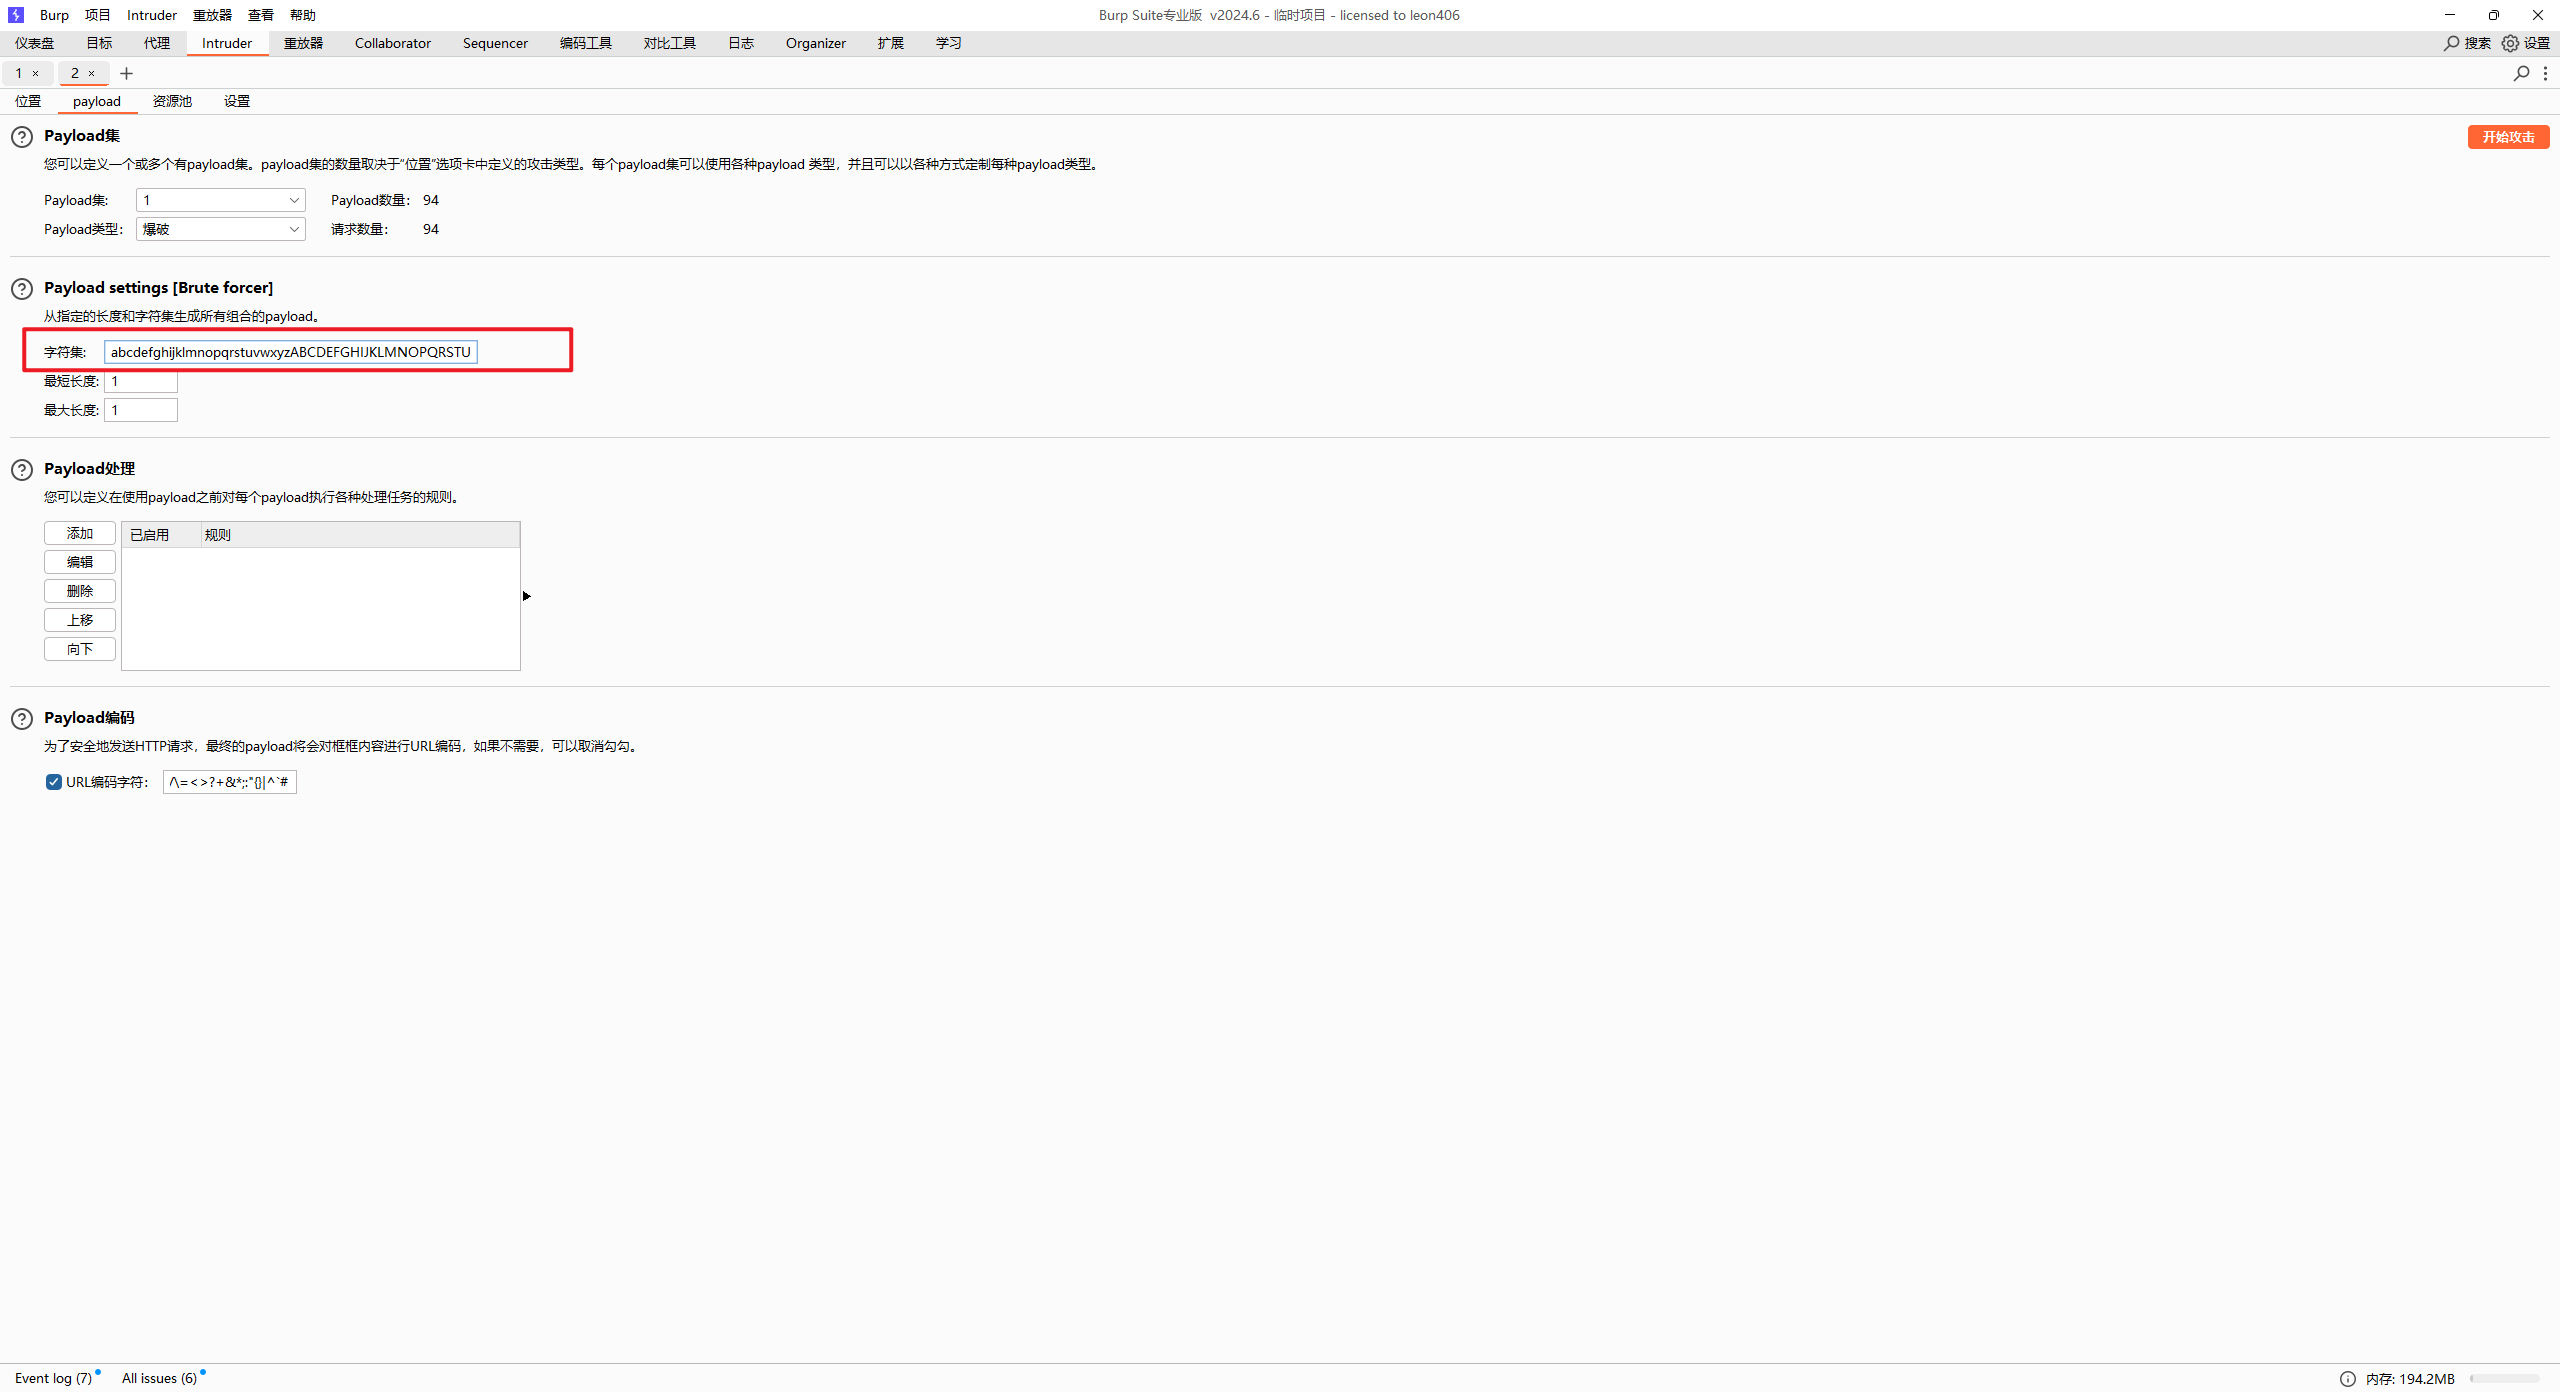 Burp 项目 Intruder 重放器 查看 帮助 Burp Suite专业版 v2024.6 - 临时项目 - licensed to leon406
仪表盘 目标 代理 Intruder 重放器 Collaborator Sequencer 编码工具 对比工具 日志 Organizer 扩展 学习 搜索 设置
1 × 2 × +
位置 payload 资源池 设置
Payload集 开始攻击
您可以定义一个或多个有payload集。payload集的数量取决于“位置”选项卡中定义的攻击类型。每个payload集可以使用各种payload 类型，并且可以以各种方式定制每种payload类型。
Payload集: 1 Payload数量： 94
Payload类型： 爆破 请求数量： 94
Payload settings [Brute forcer]
从指定的长度和字符集生成所有组合的payload。
字符集: abcdefghijklmnopqrstuvwxyzABCDEFGHIJKLMNOPQRSTU
最短长度: 1
最大长度: 1
Payload处理
您可以定义在使用payload之前对每个payload执行各种处理任务的规则。
添加 已启用 规则
编辑
删除
上移
向下
Payload编码
为了安全地发送HTTP请求，最终的payload将会对框框内容进行URL编码，如果不需要，可以取消勾勾。
URL编码字符： /\=<>?+&*;:"{}|^`#
Event log (7) All issues (6) 内存: 194.2MB